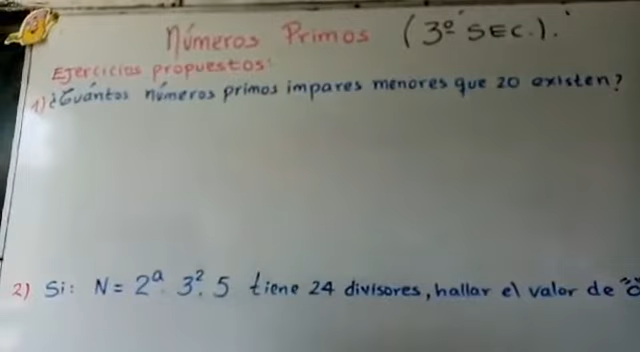 Números Primos (3º SEC.).
Ejercicios propuestos:
1) ¿Cuántos números primos impares menores que 20 existen?
2) Si: N = 2ᵃ. 3². 5 tiene 24 divisores, hallar el valor de